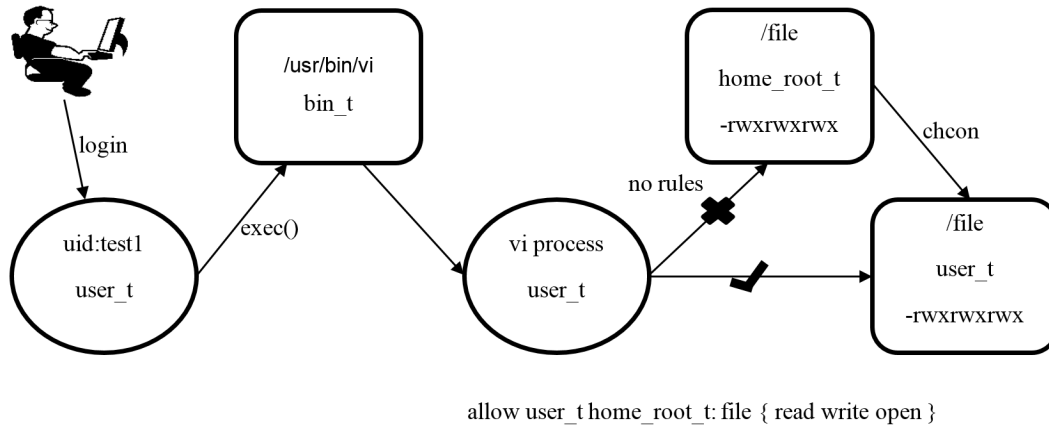 login
uid:test1
user_t
exec()
/usr/bin/vi
bin_t
vi process
user_t
no rules
/file
home_root_t
-rwxrwxrwx
chcon
/file
user_t
-rwxrwxrwx
allow user_t home_root_t: file { read write open }